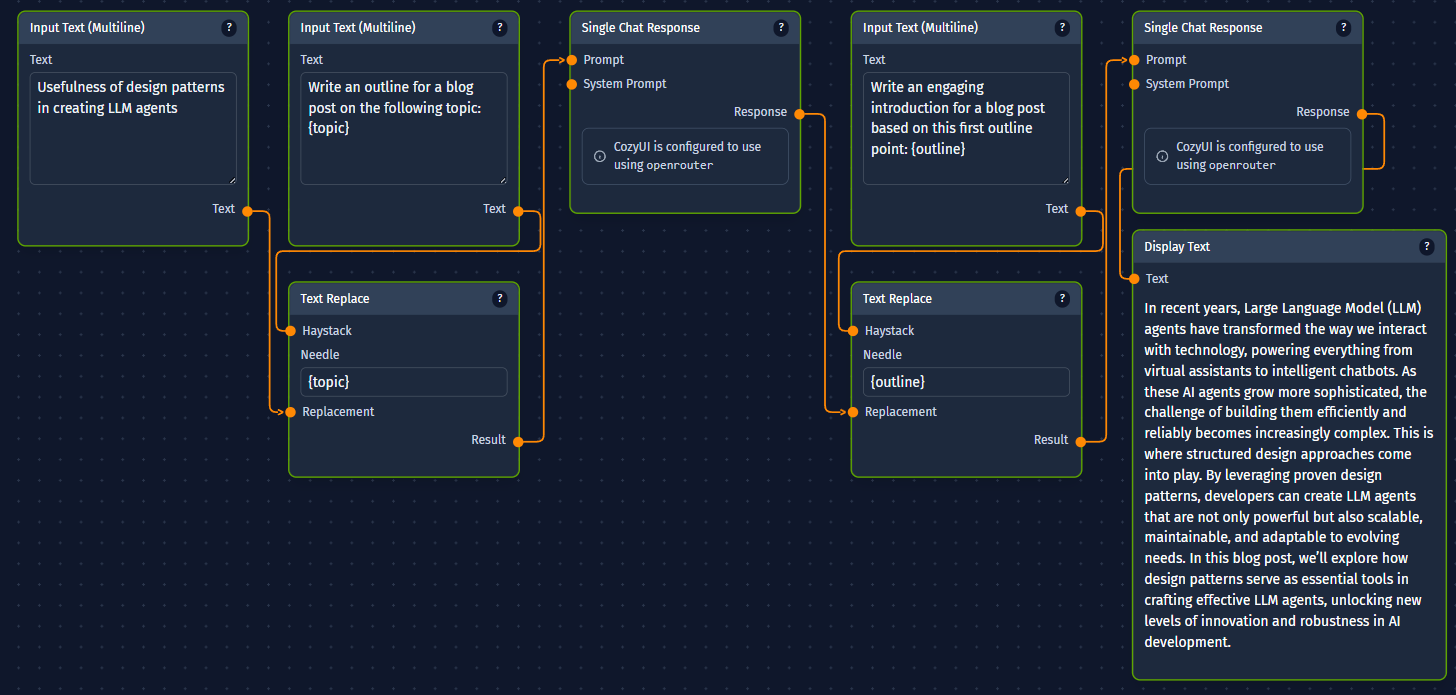 Input Text (Multiline)
?
Text
Usefulness of design patterns
in creating LLM agents
Text
Input Text (Multiline)
?
Text
Write an outline for a blog
post on the following topic:
{topic}
Text
Text Replace
?
Haystack
Needle
{topic}
Replacement
Result
Single Chat Response
?
Prompt
System Prompt
Response
CozyUI is configured to use
using openrouter
Input Text (Multiline)
?
Text
Write an engaging
introduction for a blog post
based on this first outline
point: {outline}
Text
Text Replace
?
Haystack
Needle
{outline}
Replacement
Result
Single Chat Response
?
Prompt
System Prompt
Response
CozyUI is configured to use
using openrouter
Display Text
?
Text
In recent years, Large Language Model (LLM)
agents have transformed the way we interact
with technology, powering everything from
virtual assistants to intelligent chatbots. As
these AI agents grow more sophisticated, the
challenge of building them efficiently and
reliably becomes increasingly complex. This is
where structured design approaches come
into play. By leveraging proven design
patterns, developers can create LLM agents
that are not only powerful but also scalable,
maintainable, and adaptable to evolving
needs. In this blog post, we’ll explore how
design patterns serve as essential tools in
crafting effective LLM agents, unlocking new
levels of innovation and robustness in AI
development.